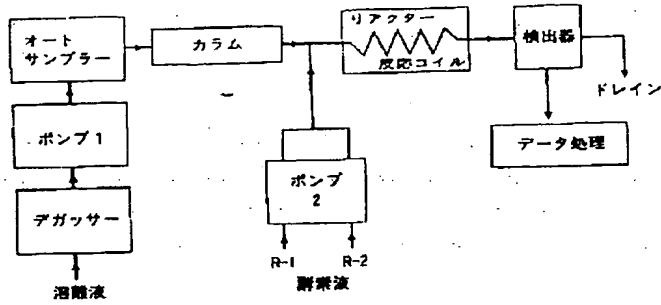 オート
サンプラー
カラム
リアクター
反応コイル
検出器
ドレイン
データ処理
ポンプ1
ポンプ
2
デガッサー
R-1
R-2
酵素液
溶離液